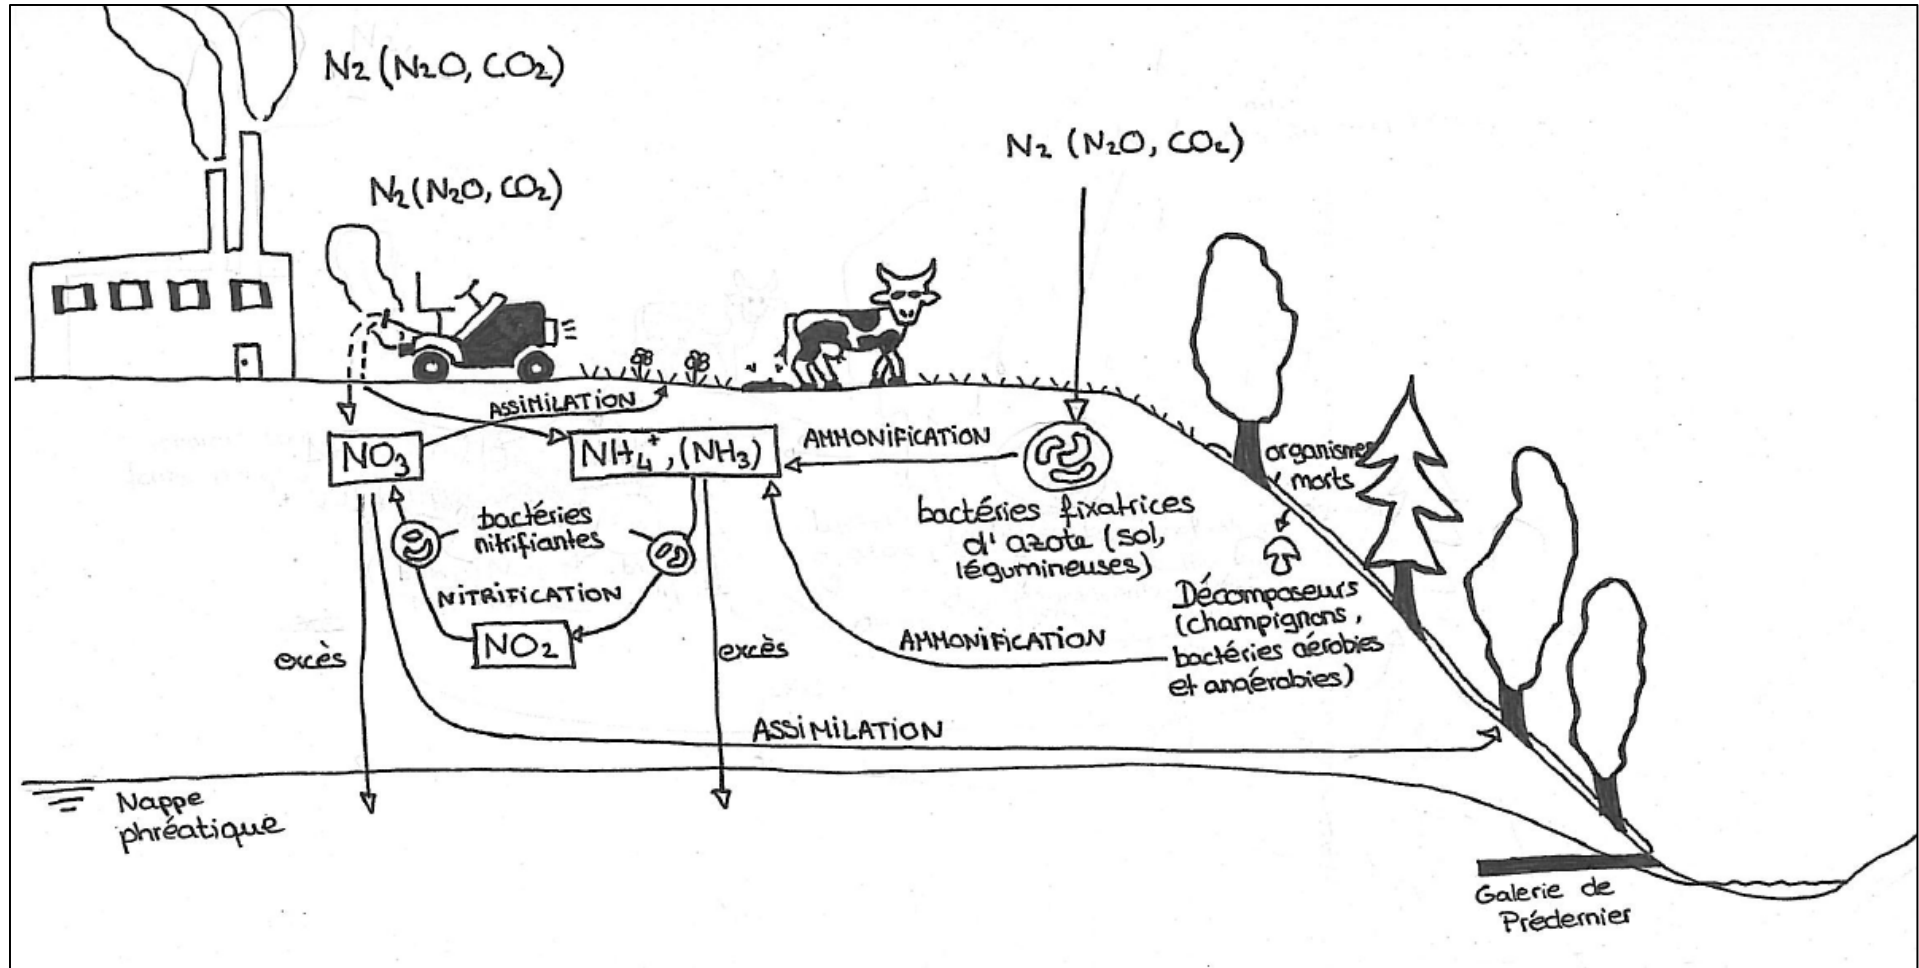 N₂ (N₂O, CO₂)
N₂ (N₂O, CO₂)
N₂ (N₂O, CO₂)
ASSIMILATION
NO₃
NH₄⁺, (NH₃)
AMMONIFICATION
organismes
morts
bactéries
nitrifiantes
bactéries fixatrices
d'azote (sol,
légumineuses)
NITRIFICATION
NO₂
Décomposeurs
(champignons,
bactéries aérobies
et anaérobies)
AMMONIFICATION
excès
excès
ASSIMILATION
Nappe
phréatique
Galerie de
Prédernier